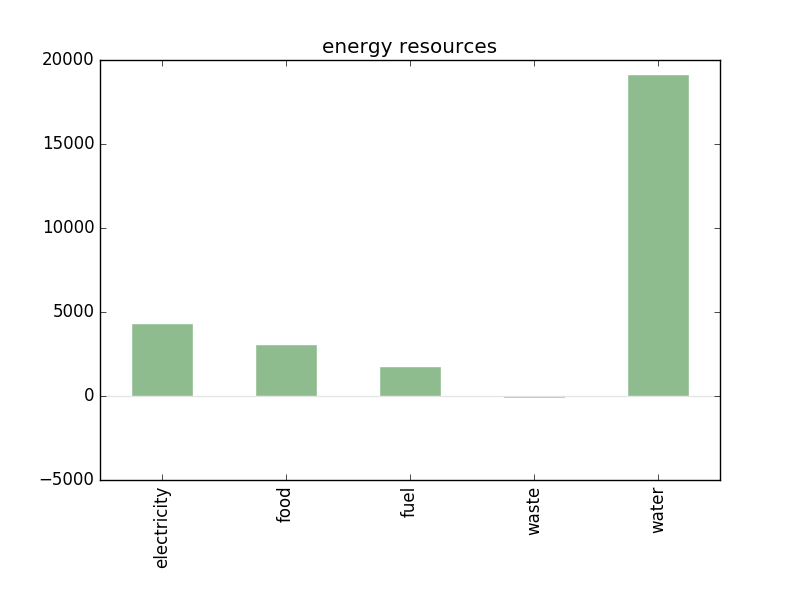 energy resources
20000
15000
10000
5000
0
−5000
electricity
food
fuel
waste
water